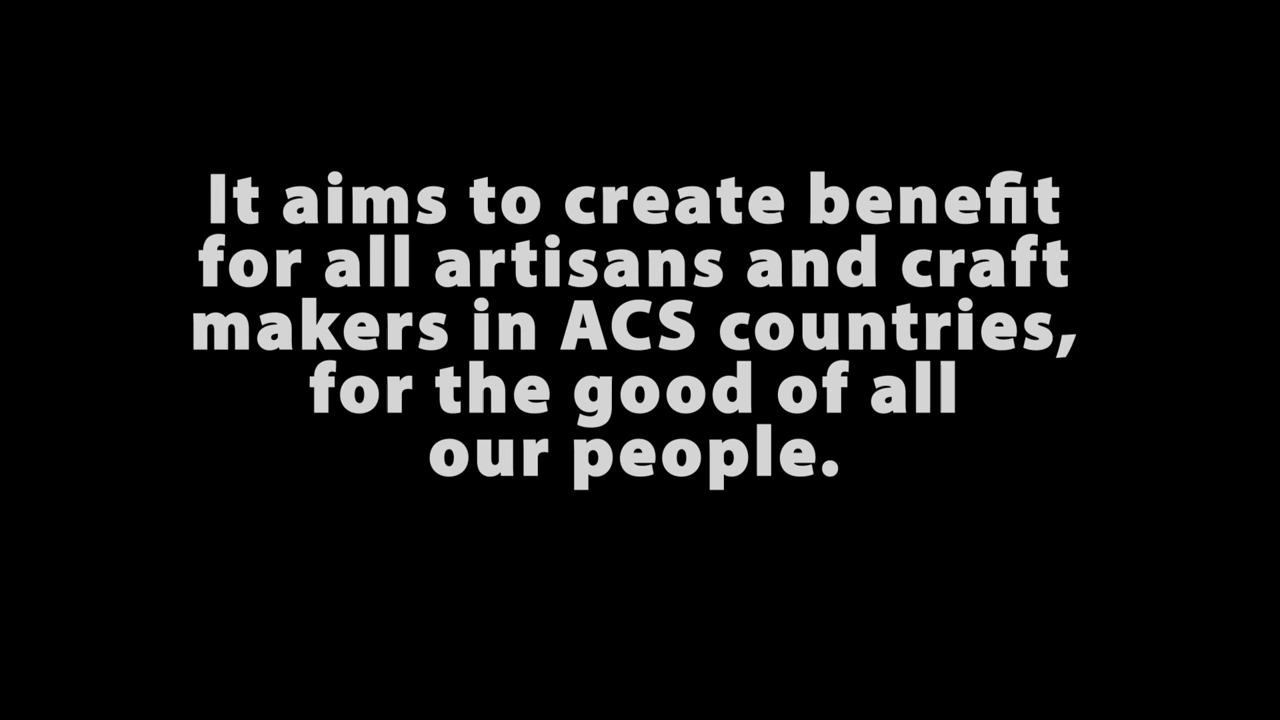 It aims to create benefit
for all artisans and craft
makers in ACS countries,
for the good of all
our people.